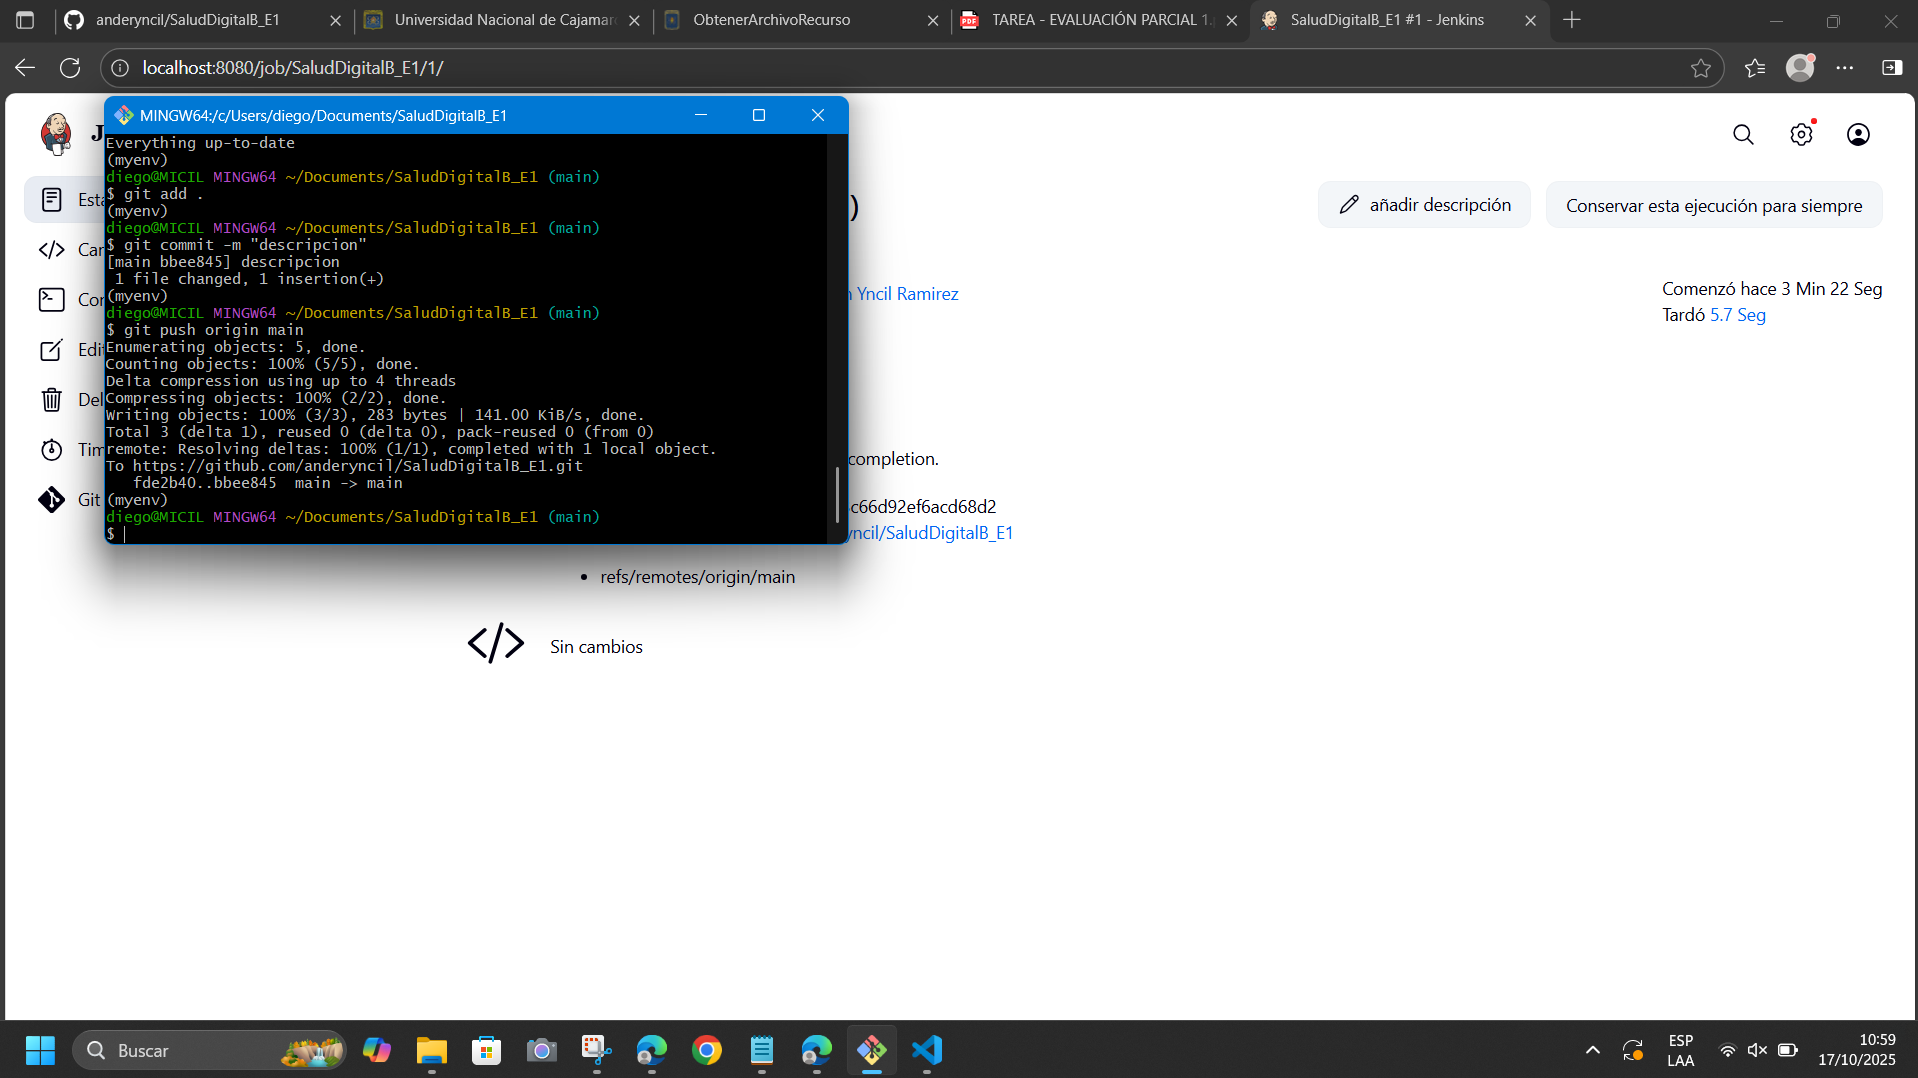 anderyncil/SaludDigitalB_E1
Universidad Nacional de Cajamar
ObtenerArchivoRecurso
TAREA - EVALUACIÓN PARCIAL 1.
SaludDigitalB_E1 #1 - Jenkins
localhost:8080/job/SaludDigitalB_E1/1/
MINGW64:/c/Users/diego/Documents/SaludDigitalB_E1
Everything up-to-date
(myenv)
diego@MICIL MINGW64 ~/Documents/SaludDigitalB_E1 (main)
$ git add .
(myenv)
diego@MICIL MINGW64 ~/Documents/SaludDigitalB_E1 (main)
$ git commit -m "descripcion"
[main bbee845] descripcion
1 file changed, 1 insertion(+)
(myenv)
diego@MICIL MINGW64 ~/Documents/SaludDigitalB_E1 (main)
$ git push origin main
Enumerating objects: 5, done.
Counting objects: 100% (5/5), done.
Delta compression using up to 4 threads
Compressing objects: 100% (2/2), done.
Writing objects: 100% (3/3), 283 bytes | 141.00 KiB/s, done.
Total 3 (delta 1), reused 0 (delta 0), pack-reused 0 (from 0)
remote: Resolving deltas: 100% (1/1), completed with 1 local object.
To https://github.com/anderyncil/SaludDigitalB_E1.git
fde2b40..bbee845 main -> main
(myenv)
diego@MICIL MINGW64 ~/Documents/SaludDigitalB_E1 (main)
$
J
Esta
Car
Con
Edit
Del
Tim
Git
)
añadir descripción
Conservar esta ejecución para siempre
Yncil Ramirez
Comenzó hace 3 Min 22 Seg
Tardó 5.7 Seg
completion.
c66d92ef6acd68d2
yncil/SaludDigitalB_E1
• refs/remotes/origin/main
Sin cambios
Buscar
ESP
LAA
10:59
17/10/2025